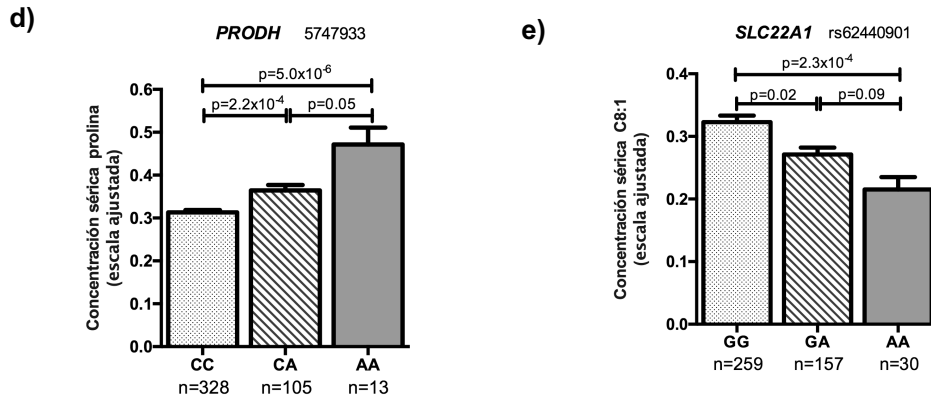 d)
PRODH 5747933
p=5.0x10-6
p=2.2x10-4 p=0.05
Concentración sérica prolina
(escala ajustada)
0.6
0.5
0.4
0.3
0.2
0.1
0.0
CC CA AA
n=328 n=105 n=13
e)
SLC22A1 rs62440901
p=2.3x10-4
p=0.02 p=0.09
Concentración sérica C8:1
(escala ajustada)
0.4
0.3
0.2
0.1
0.0
GG GA AA
n=259 n=157 n=30